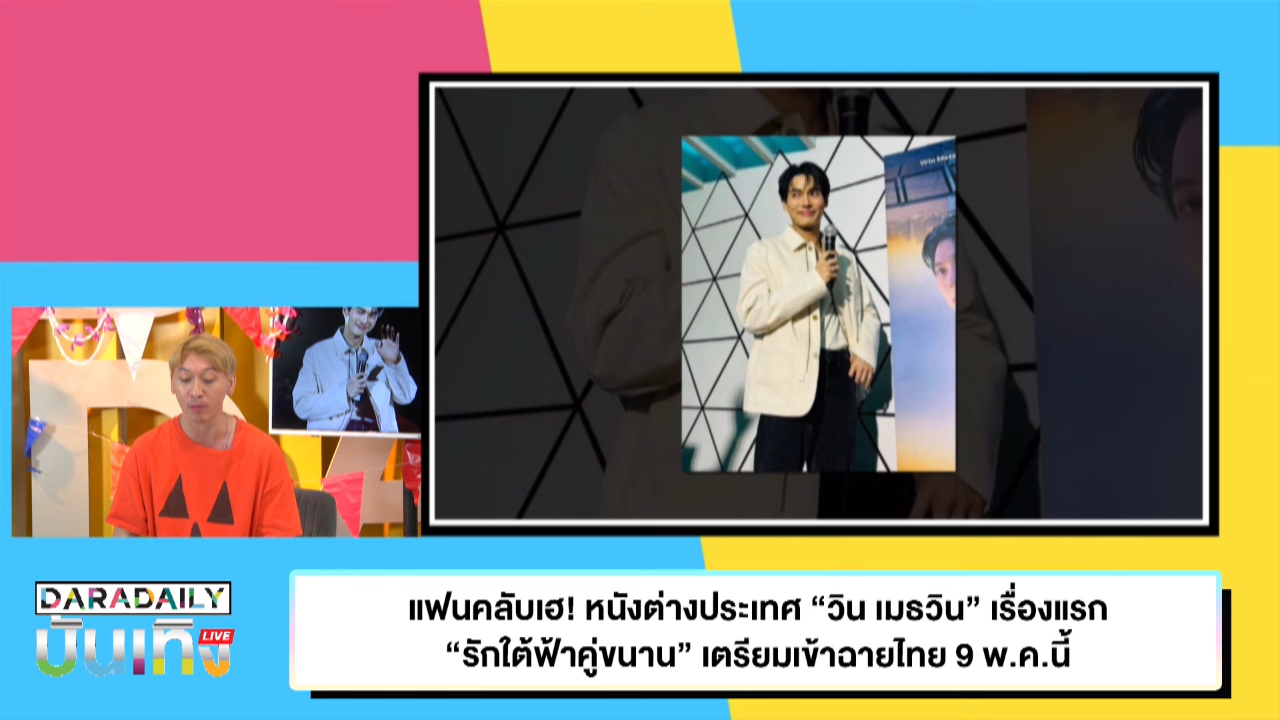 Win Met
DARADAILY
บันเทิง
LIVE
แฟนคลับเฮ! หนังต่างประเทศ “วิน เมธวิน” เรื่องแรก
“รักใต้ฟ้าคู่ขนาน” เตรียมเข้าฉายไทย 9 พ.ค.นี้